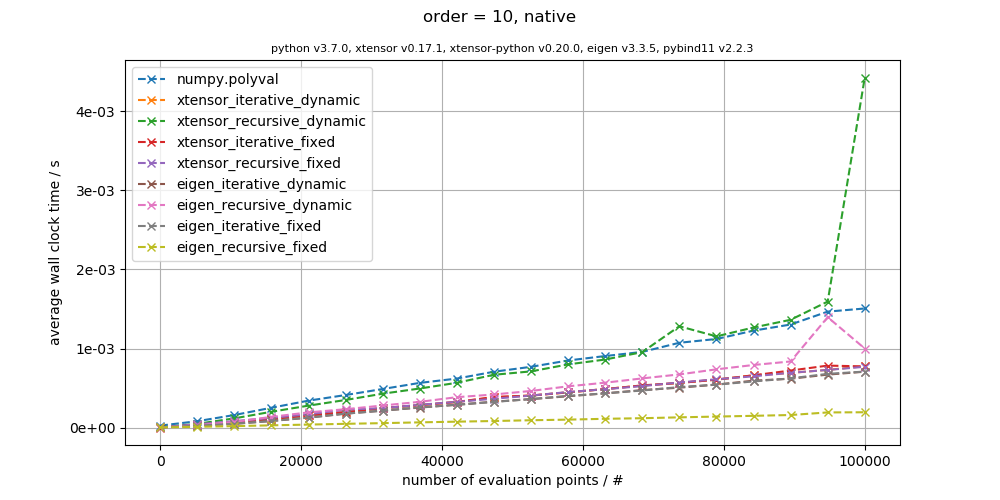 order = 10, native
python v3.7.0, xtensor v0.17.1, xtensor-python v0.20.0, eigen v3.3.5, pybind11 v2.2.3
numpy.polyval
xtensor_iterative_dynamic
xtensor_recursive_dynamic
xtensor_iterative_fixed
xtensor_recursive_fixed
eigen_iterative_dynamic
eigen_recursive_dynamic
eigen_iterative_fixed
eigen_recursive_fixed
average wall clock time / s
4e-03
3e-03
2e-03
1e-03
0e+00
0 20000 40000 60000 80000 100000
number of evaluation points / #